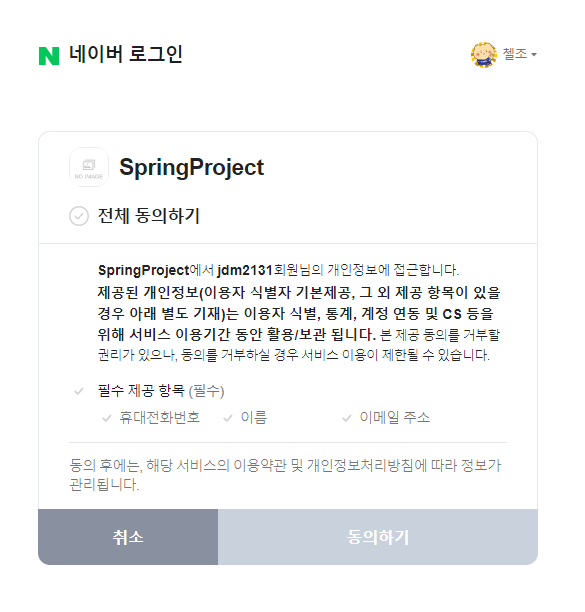 N 네이버 로그인
첼조
NO IMAGE
SpringProject
전체 동의하기
SpringProject에서 jdm2131회원님의 개인정보에 접근합니다.
제공된 개인정보(이용자 식별자 기본제공, 그 외 제공 항목이 있을
경우 아래 별도 기재)는 이용자 식별, 통계, 계정 연동 및 CS 등을
위해 서비스 이용기간 동안 활용/보관 됩니다. 본 제공 동의를 거부할
권리가 있으나, 동의를 거부하실 경우 서비스 이용이 제한될 수 있습니다.
필수 제공 항목 (필수)
휴대전화번호 이름 이메일 주소
동의 후에는, 해당 서비스의 이용약관 및 개인정보처리방침에 따라 정보가
관리됩니다.
취소 동의하기